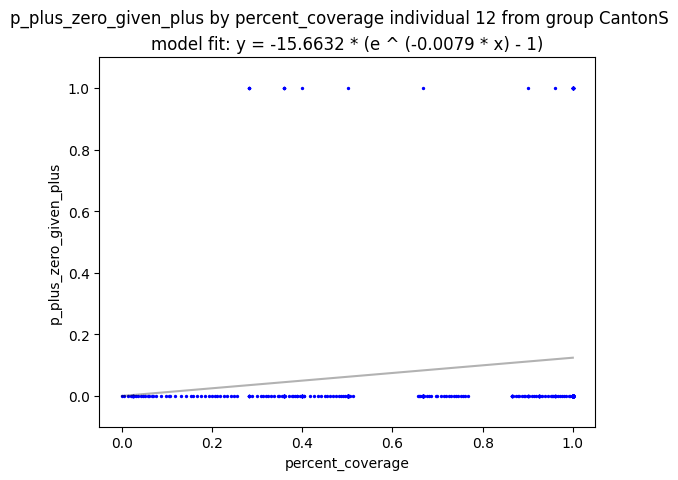 p_plus_zero_given_plus by percent_coverage individual 12 from group CantonS
model fit: y = -15.6632 * (e ^ (-0.0079 * x) - 1)
1.0
0.8
0.6
0.4
0.2
0.0
p_plus_zero_given_plus
0.0 0.2 0.4 0.6 0.8 1.0
percent_coverage